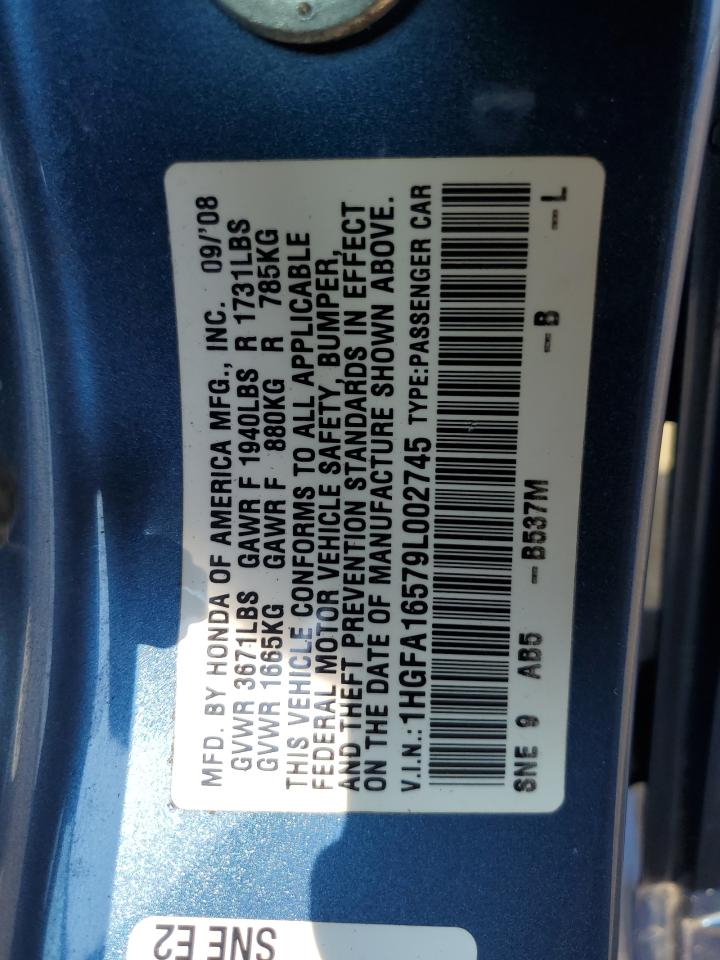 MFD. BY HONDA OF AMERICA MFG., INC. 09/'08
GVWR 3671LBS GAWR F 1940LBS R 1731LBS
GVWR 1665KG GAWR F 880KG R 785KG
THIS VEHICLE CONFORMS TO ALL APPLICABLE
FEDERAL MOTOR VEHICLE SAFETY, BUMPER,
AND THEFT PREVENTION STANDARDS IN EFFECT
ON THE DATE OF MANUFACTURE SHOWN ABOVE.
V.I.N.:1HGFA16579L002745 TYPE:PASSENGER CAR
SNE 9 AB5 -B537M -B -L
SNE E2